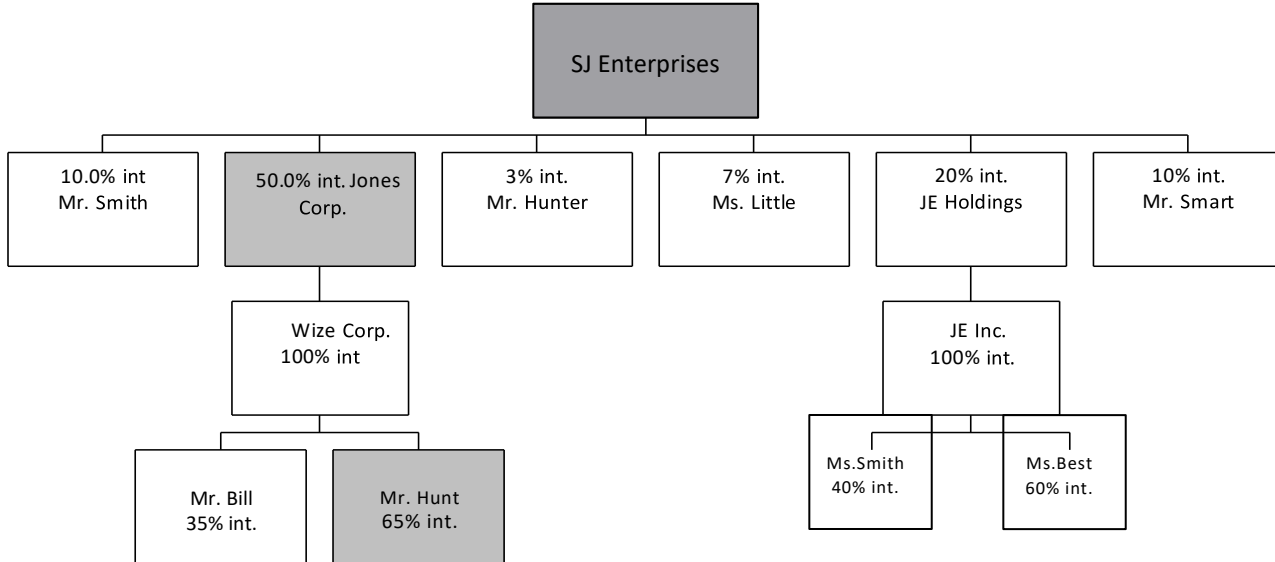 SJ Enterprises
10.0% int
Mr. Smith
50.0% int. Jones
Corp.
3% int.
Mr. Hunter
7% int.
Ms. Little
20% int.
JE Holdings
10% int.
Mr. Smart
Wize Corp.
100% int
JE Inc.
100% int.
Mr. Bill
35% int.
Mr. Hunt
65% int.
Ms.Smith
40% int.
Ms.Best
60% int.